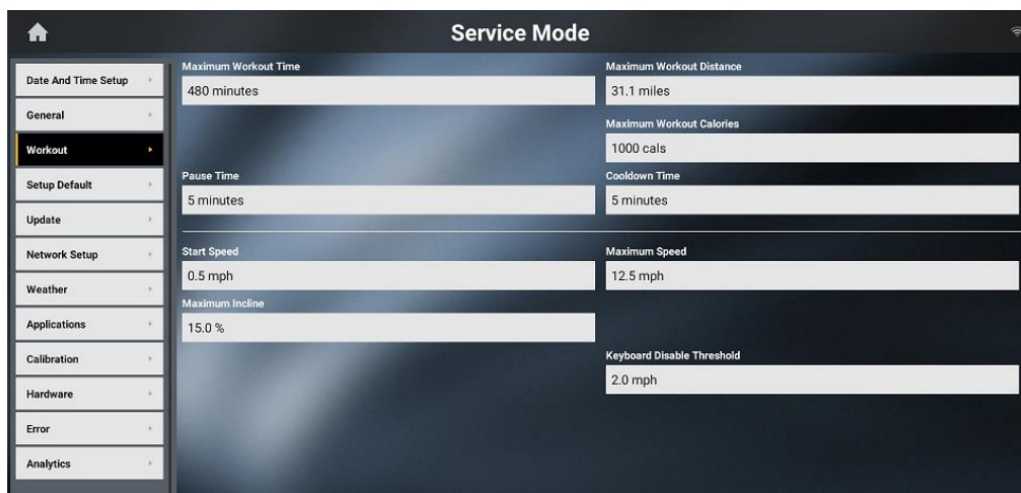 Service Mode
Date And Time Setup
General
Workout
Setup Default
Update
Network Setup
Weather
Applications
Calibration
Hardware
Error
Analytics
Maximum Workout Time
480 minutes
Maximum Workout Distance
31.1 miles
Maximum Workout Calories
1000 cals
Pause Time
5 minutes
Cooldown Time
5 minutes
Start Speed
0.5 mph
Maximum Speed
12.5 mph
Maximum Incline
15.0 %
Keyboard Disable Threshold
2.0 mph